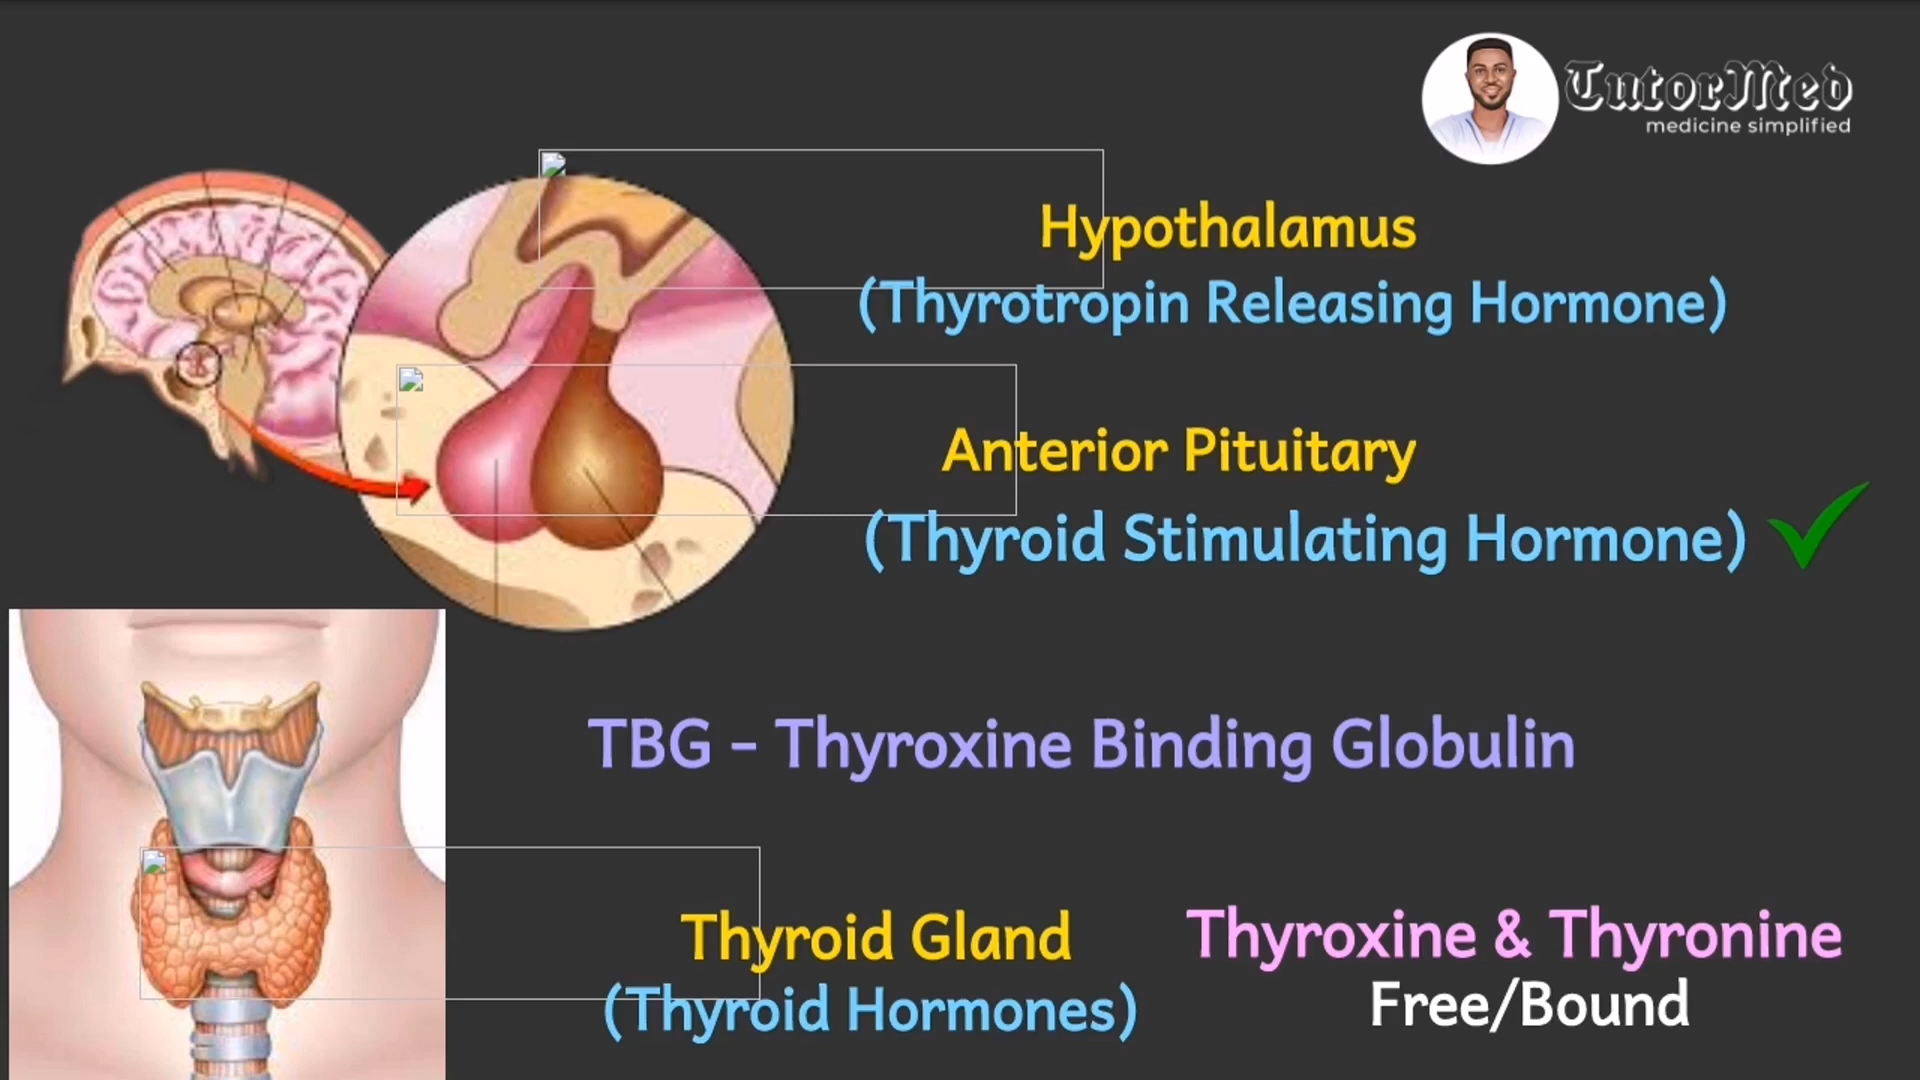 TutorMed
medicine simplified
Hypothalamus
(Thyrotropin Releasing Hormone)
Anterior Pituitary
(Thyroid Stimulating Hormone)
TBG - Thyroxine Binding Globulin
Thyroid Gland
(Thyroid Hormones)
Thyroxine & Thyronine
Free/Bound